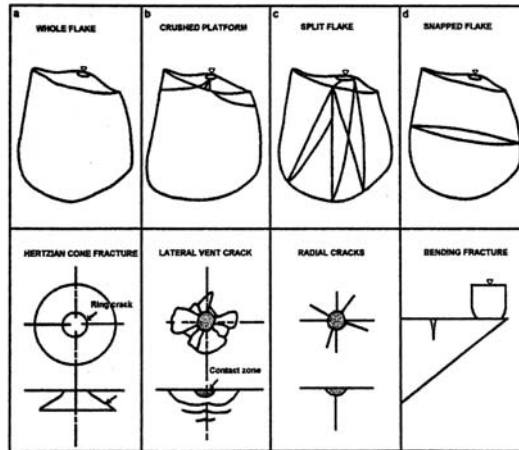 a
WHOLE FLAKE
b
CRUSHED PLATFORM
c
SPLIT FLAKE
d
SNAPPED FLAKE
HERTZIAN CONE FRACTURE
Ring crack
LATERAL VENT CRACK
Contact zone
RADIAL CRACKS
BENDING FRACTURE